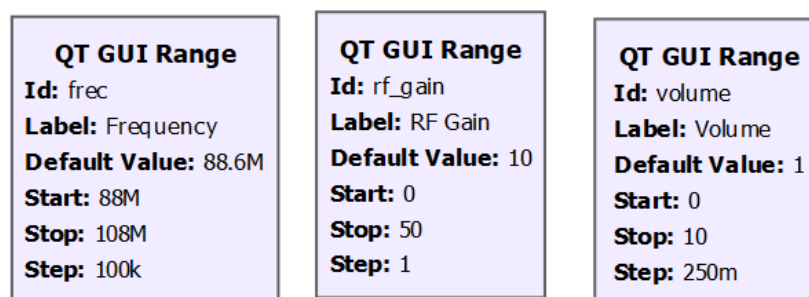 QT GUI Range
Id: frec
Label: Frequency
Default Value: 88.6M
Start: 88M
Stop: 108M
Step: 100k
QT GUI Range
Id: rf_gain
Label: RF Gain
Default Value: 10
Start: 0
Stop: 50
Step: 1
QT GUI Range
Id: volume
Label: Volume
Default Value: 1
Start: 0
Stop: 10
Step: 250m